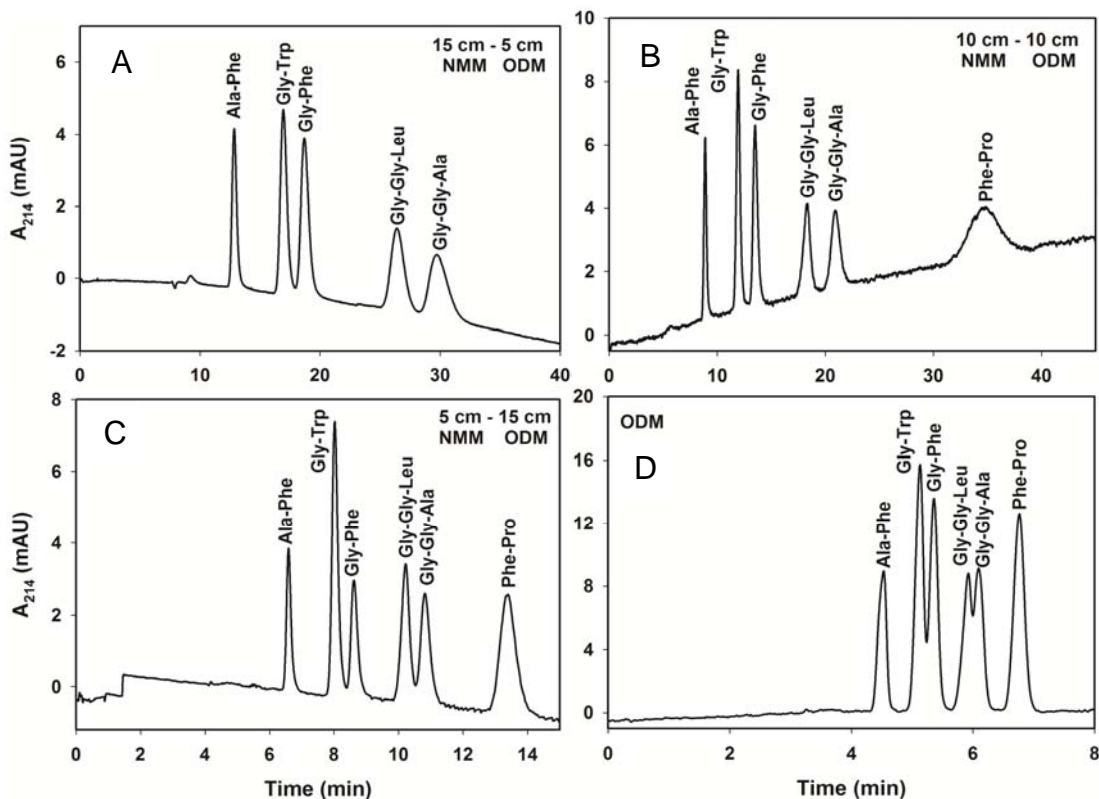 A
15 cm - 5 cm
NMM ODM
Ala-Phe
Gly-Trp
Gly-Phe
Gly-Gly-Leu
Gly-Gly-Ala
A214 (mAU)
6
4
2
0
-2
0 10 20 30 40
B
10 cm - 10 cm
NMM ODM
Ala-Phe
Gly-Trp
Gly-Phe
Gly-Gly-Leu
Gly-Gly-Ala
Phe-Pro
10
8
6
4
2
0
0 10 20 30 40
C
5 cm - 15 cm
NMM ODM
Ala-Phe
Gly-Trp
Gly-Phe
Gly-Gly-Leu
Gly-Gly-Ala
Phe-Pro
A214 (mAU)
8
6
4
2
0
0 2 4 6 8 10 12 14
Time (min)
ODM
D
Ala-Phe
Gly-Trp
Gly-Phe
Gly-Gly-Leu
Gly-Gly-Ala
Phe-Pro
20
16
12
8
4
0
0 2 4 6 8
Time (min)